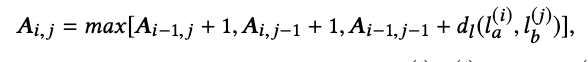 A_{i,j} = max[A_{i−1,j} + 1, A_{i,j−1} + 1, A_{i−1,j−1} + d_l(l_a^{(i)}, l_b^{(j)})],